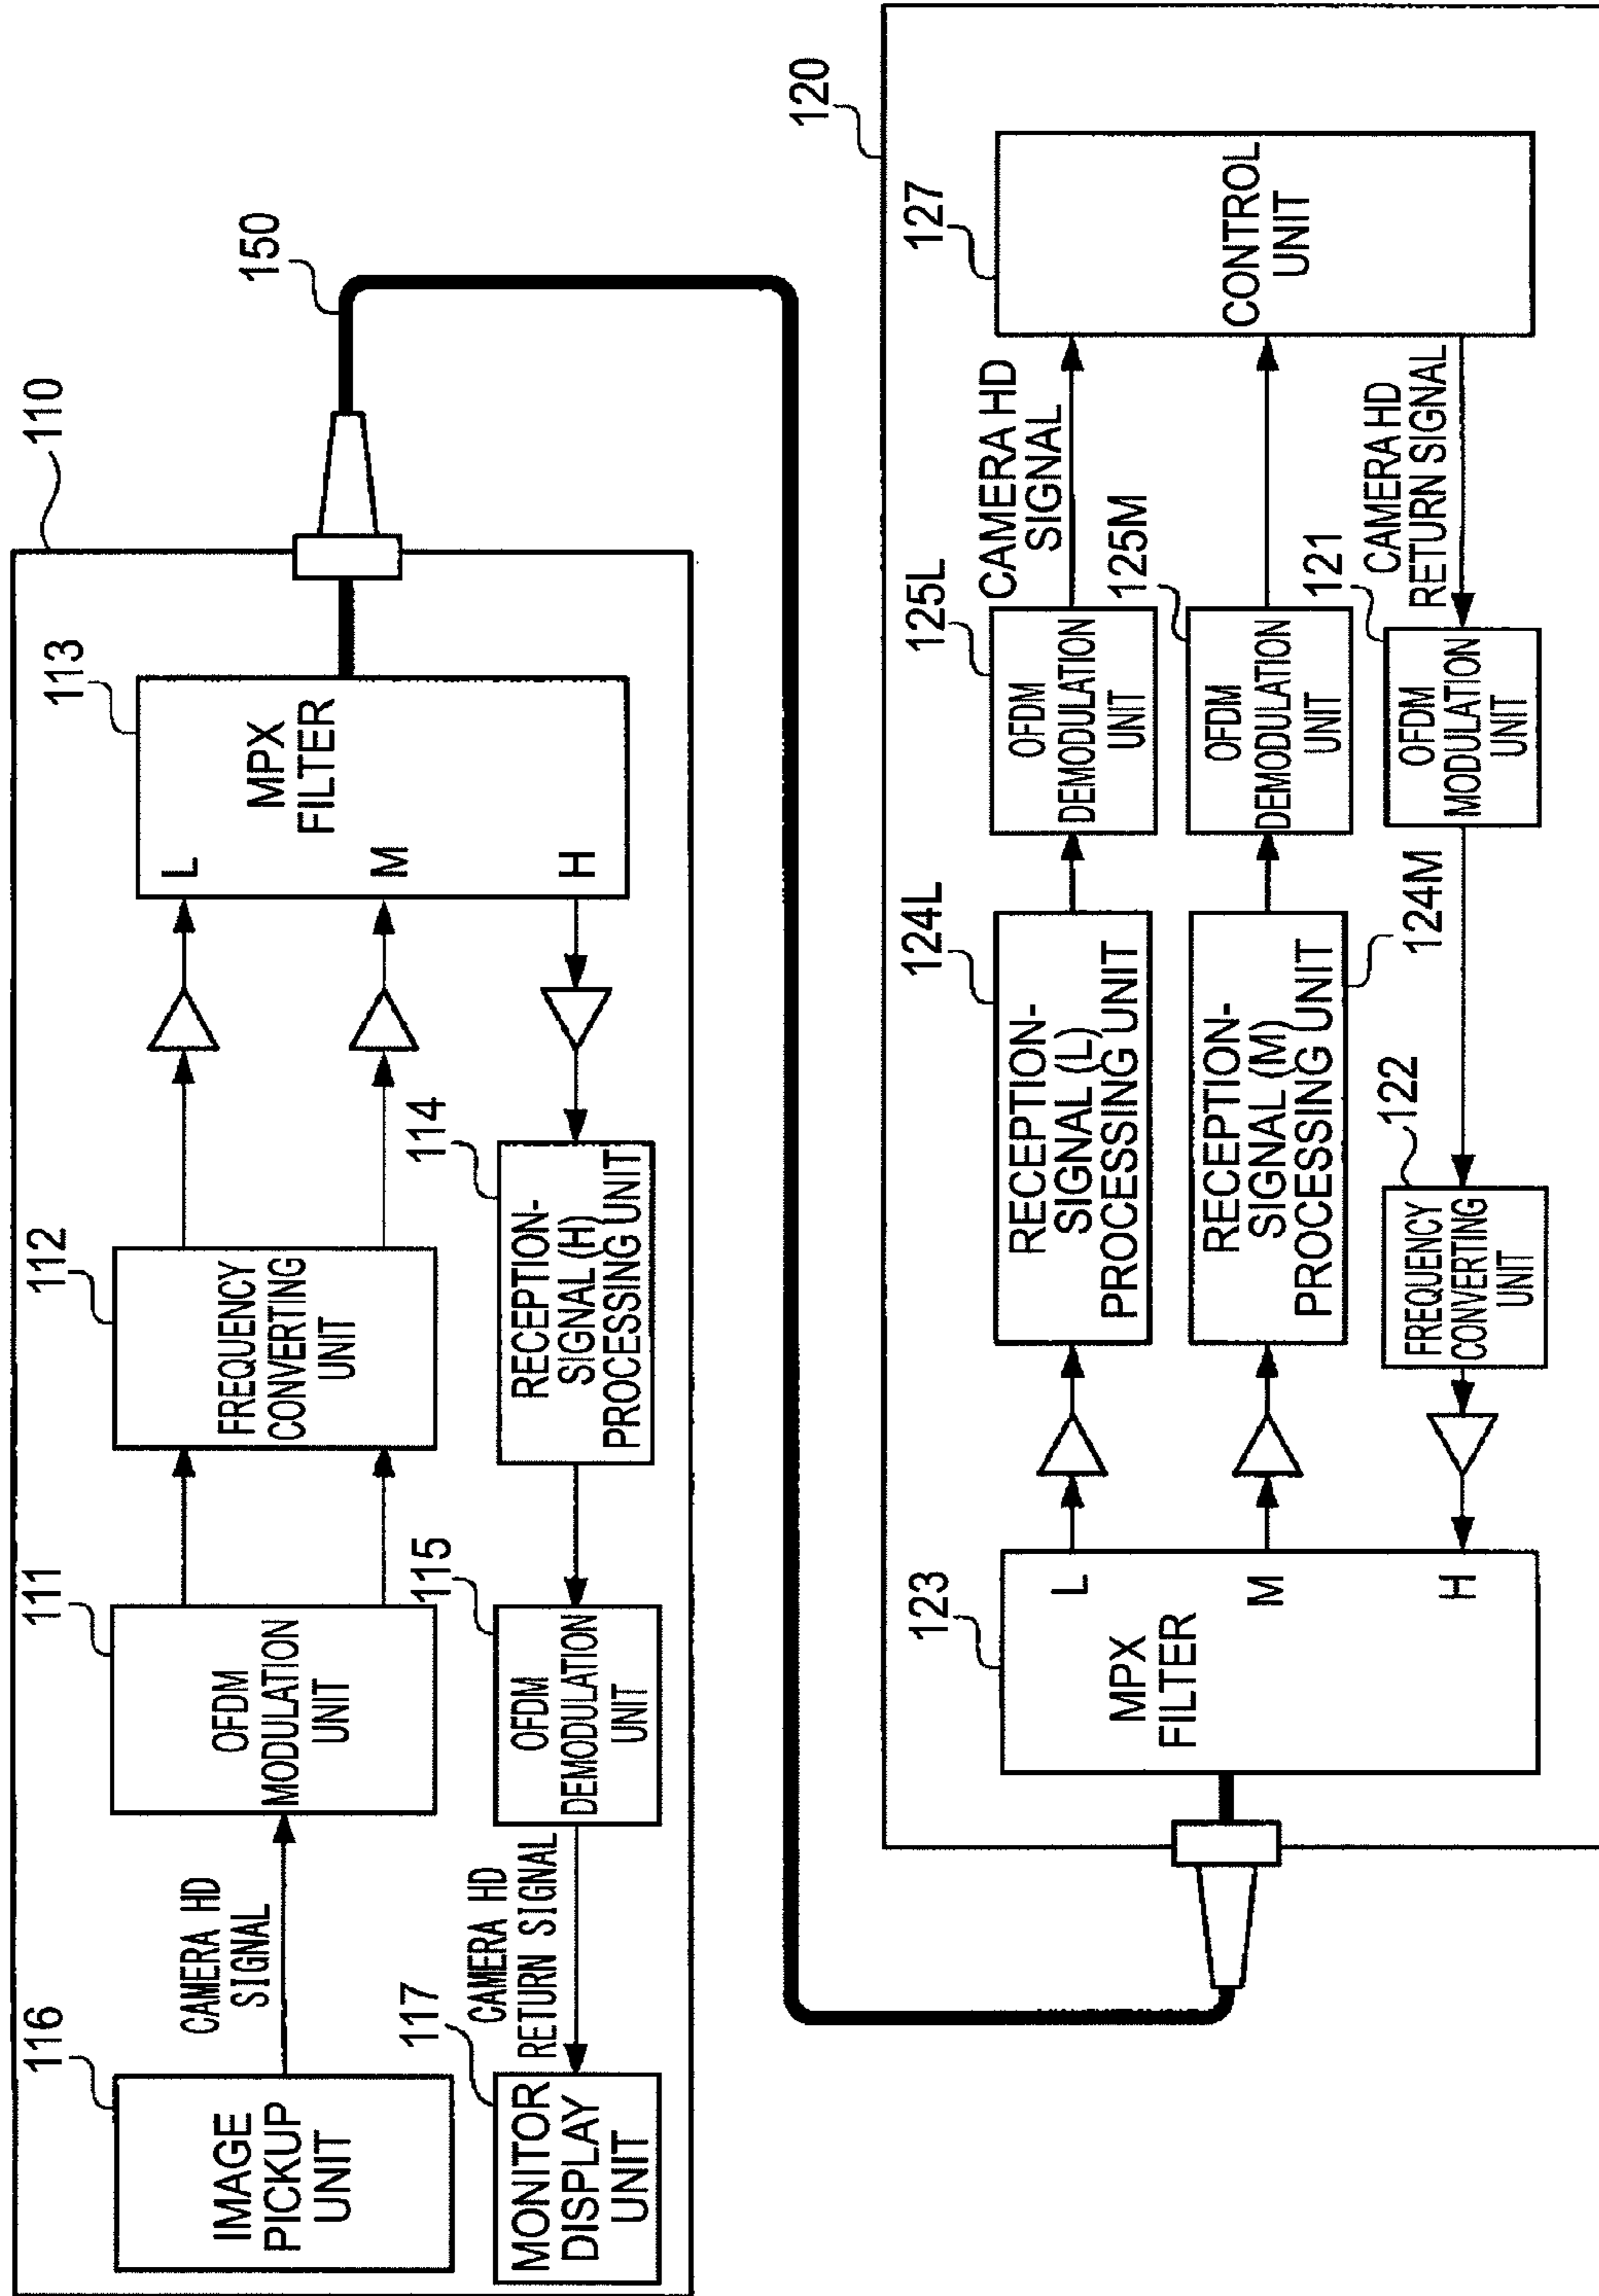 110
116
IMAGE
PICKUP
UNIT
CAMERA HD
SIGNAL
111
OFDM
MODULATION
UNIT
112
FREQUENCY
CONVERTING
UNIT
113
MPX
FILTER
L
M
H
150
117
MONITOR
DISPLAY
UNIT
CAMERA HD
RETURN SIGNAL
115
OFDM
DEMODULATION
UNIT
114
RECEPTION-
SIGNAL (H)
PROCESSING UNIT
120
123
MPX
FILTER
L
M
H
124L
RECEPTION-
SIGNAL (L)
PROCESSING UNIT
125L
OFDM
DEMODULATION
UNIT
CAMERA HD
SIGNAL
127
CONTROL
UNIT
RECEPTION-
SIGNAL (M)
PROCESSING UNIT
124M
125M
OFDM
DEMODULATION
UNIT
122
FREQUENCY
CONVERTING
UNIT
121
OFDM
MODULATION
UNIT
CAMERA HD
RETURN SIGNAL